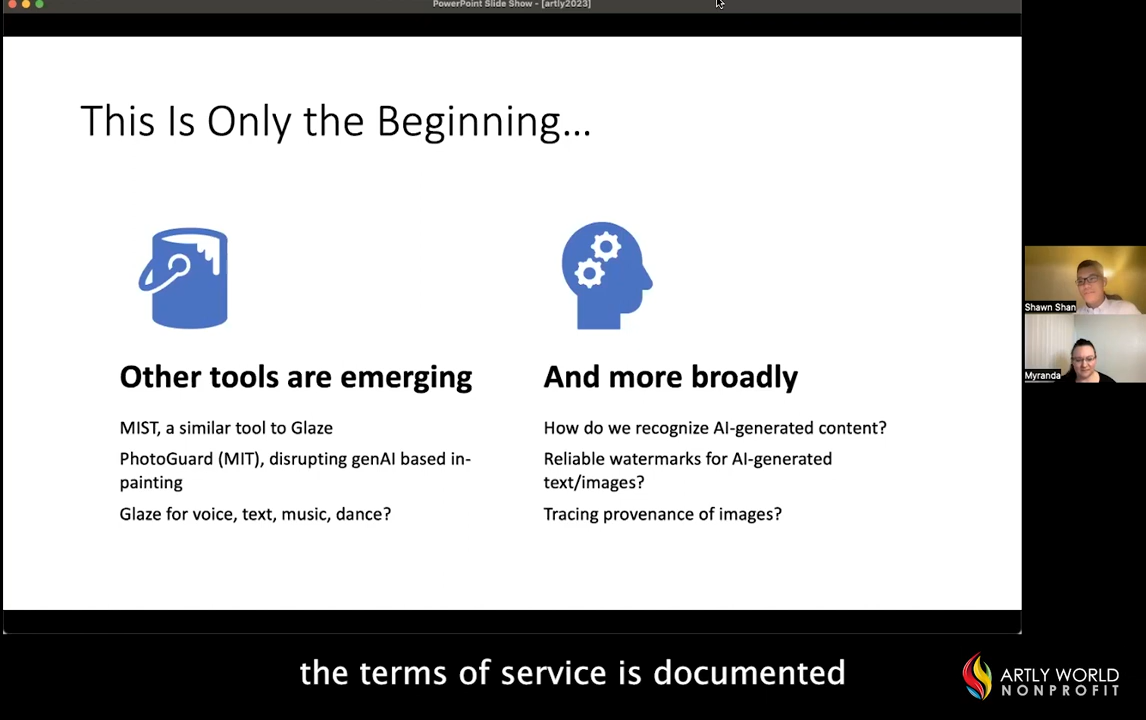 PowerPoint Slide Show - [artly2023]
This Is Only the Beginning...
Other tools are emerging
MIST, a similar tool to Glaze
PhotoGuard (MIT), disrupting genAI based in-
painting
Glaze for voice, text, music, dance?
And more broadly
How do we recognize AI-generated content?
Reliable watermarks for AI-generated
text/images?
Tracing provenance of images?
Shawn Shan
Myranda
the terms of service is documented
ARTLY WORLD
NONPROFIT